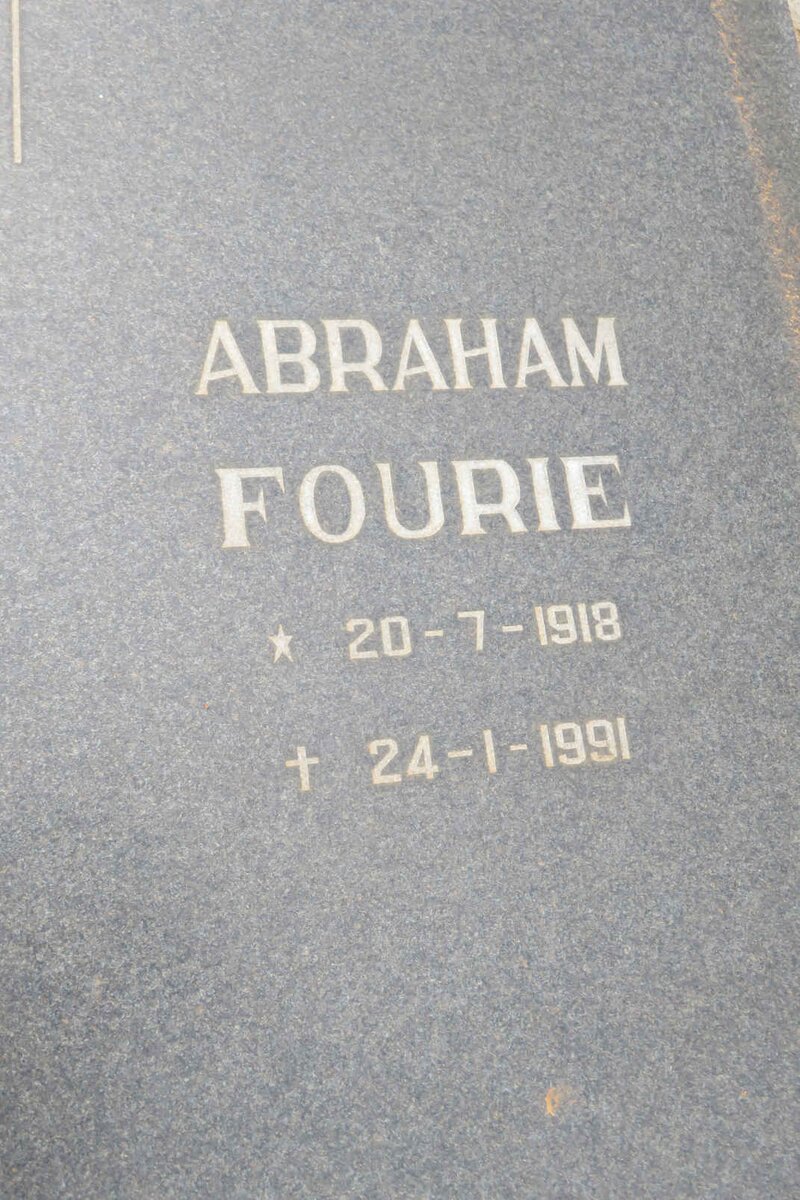 ABRAHAM
FOURIE
★ 20-7-1918
✝ 24-1-1991